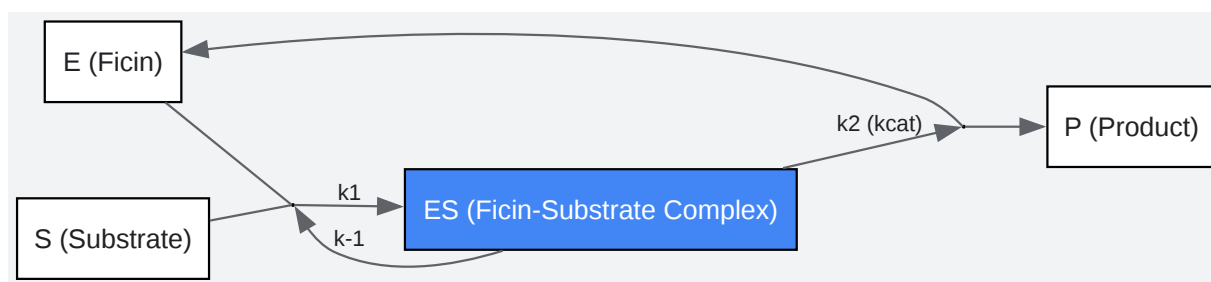 E (Ficin)
k2 (kcat)
P (Product)
k1
ES (Ficin-Substrate Complex)
S (Substrate)
k-1